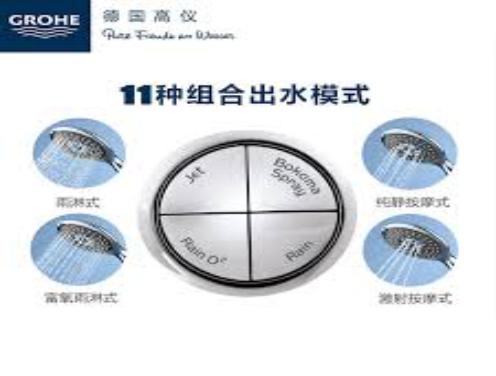 GROHE
德国高仪
Pure Freude an Wasser
11种组合出水模式
Jet
Bokoma
Spray
Rain O²
Rain
雨淋式
纯静按摩式
富氧雨淋式
激射按摩式